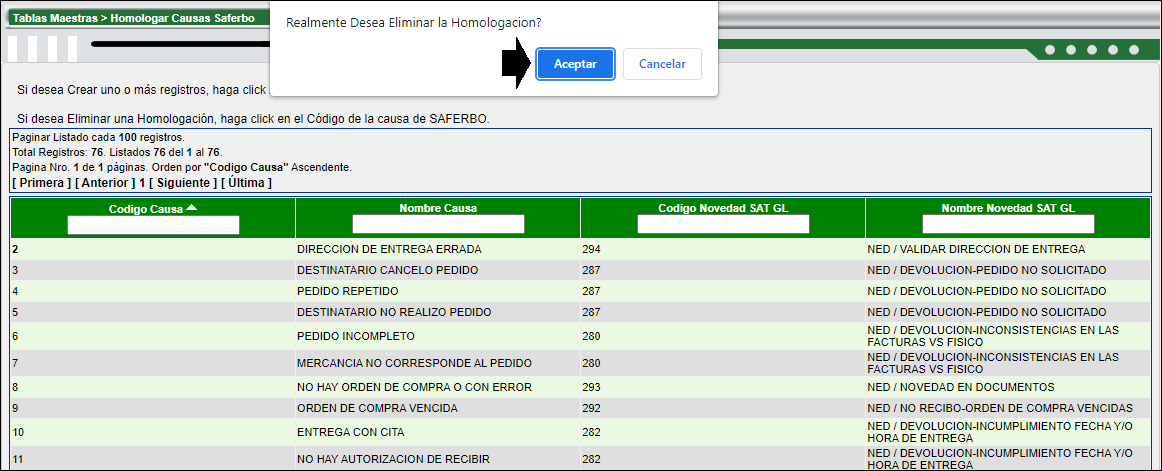 Tablas Maestras > Homologar Causas Saferbo
Realmente Desea Eliminar la Homologacion?
Aceptar
Cancelar
Si desea Crear uno o más registros, haga click
Si desea Eliminar una Homologación, haga click en el Código de la causa de SAFERBO.
Paginar Listado cada 100 registros.
Total Registros: 76. Listados 76 del 1 al 76.
Pagina Nro. 1 de 1 páginas. Orden por "Codigo Causa" Ascendente.
[ Primera ] [ Anterior ] 1 [ Siguiente ] [ Última ]
Codigo Causa Nombre Causa Codigo Novedad SAT GL Nombre Novedad SAT GL
2 DIRECCION DE ENTREGA ERRADA 294 NED / VALIDAR DIRECCION DE ENTREGA
3 DESTINATARIO CANCELO PEDIDO 287 NED / DEVOLUCION-PEDIDO NO SOLICITADO
4 PEDIDO REPETIDO 287 NED / DEVOLUCION-PEDIDO NO SOLICITADO
5 DESTINATARIO NO REALIZO PEDIDO 287 NED / DEVOLUCION-PEDIDO NO SOLICITADO
6 PEDIDO INCOMPLETO 280 NED / DEVOLUCION-INCONSISTENCIAS EN LAS
FACTURAS VS FISICO
7 MERCANCIA NO CORRESPONDE AL PEDIDO 280 NED / DEVOLUCION-INCONSISTENCIAS EN LAS
FACTURAS VS FISICO
8 NO HAY ORDEN DE COMPRA O CON ERROR 293 NED / NOVEDAD EN DOCUMENTOS
9 ORDEN DE COMPRA VENCIDA 292 NED / NO RECIBO-ORDEN DE COMPRA VENCIDAS
10 ENTREGA CON CITA 282 NED / DEVOLUCION-INCUMPLIMIENTO FECHA Y/O
HORA DE ENTREGA
11 NO HAY AUTORIZACION DE RECIBIR 282 NED / DEVOLUCION-INCUMPLIMIENTO FECHA Y/O
HORA DE ENTREGA